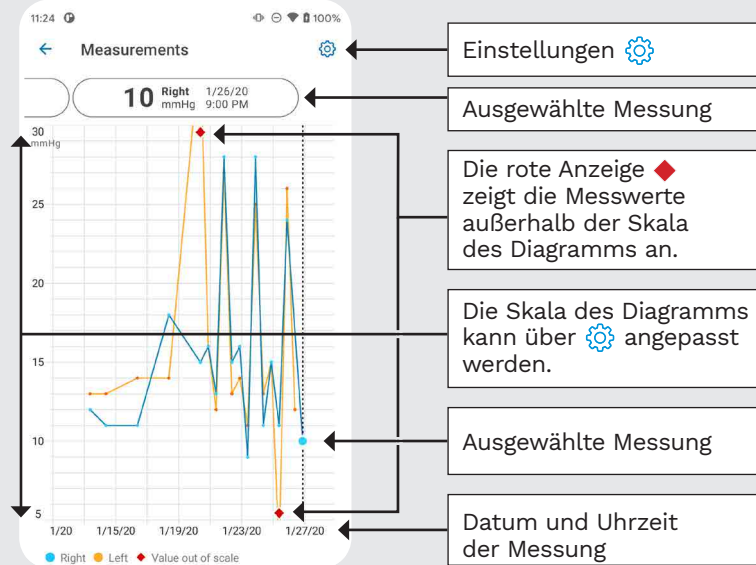 11:24 100%
Measurements
10 Right 1/26/20
mmHg 9:00 PM
30
mmHg
25
20
15
10
5
1/20 1/15/20 1/19/20 1/23/20 1/27/20
Right Left Value out of scale
Einstellungen
Ausgewählte Messung
Die rote Anzeige
zeigt die Messwerte
außerhalb der Skala
des Diagramms an.
Die Skala des Diagramms
kann über angepasst
werden.
Ausgewählte Messung
Datum und Uhrzeit
der Messung